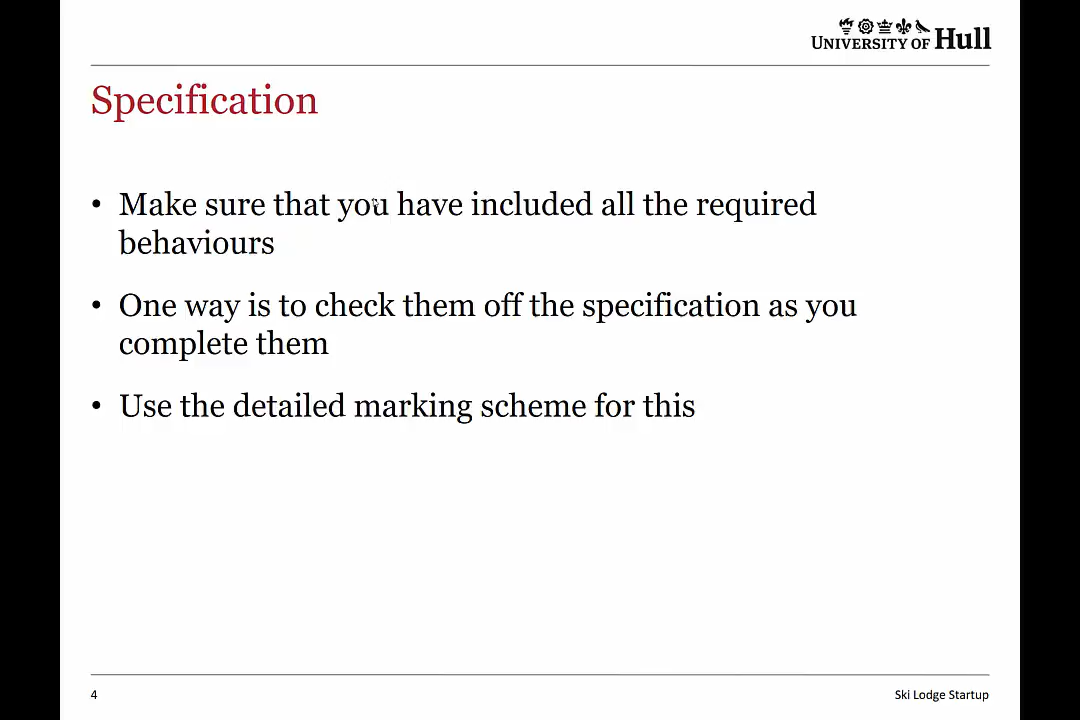 UNIVERSITY OF Hull
Specification
• Make sure that you have included all the required
behaviours
• One way is to check them off the specification as you
complete them
• Use the detailed marking scheme for this
4
Ski Lodge Startup